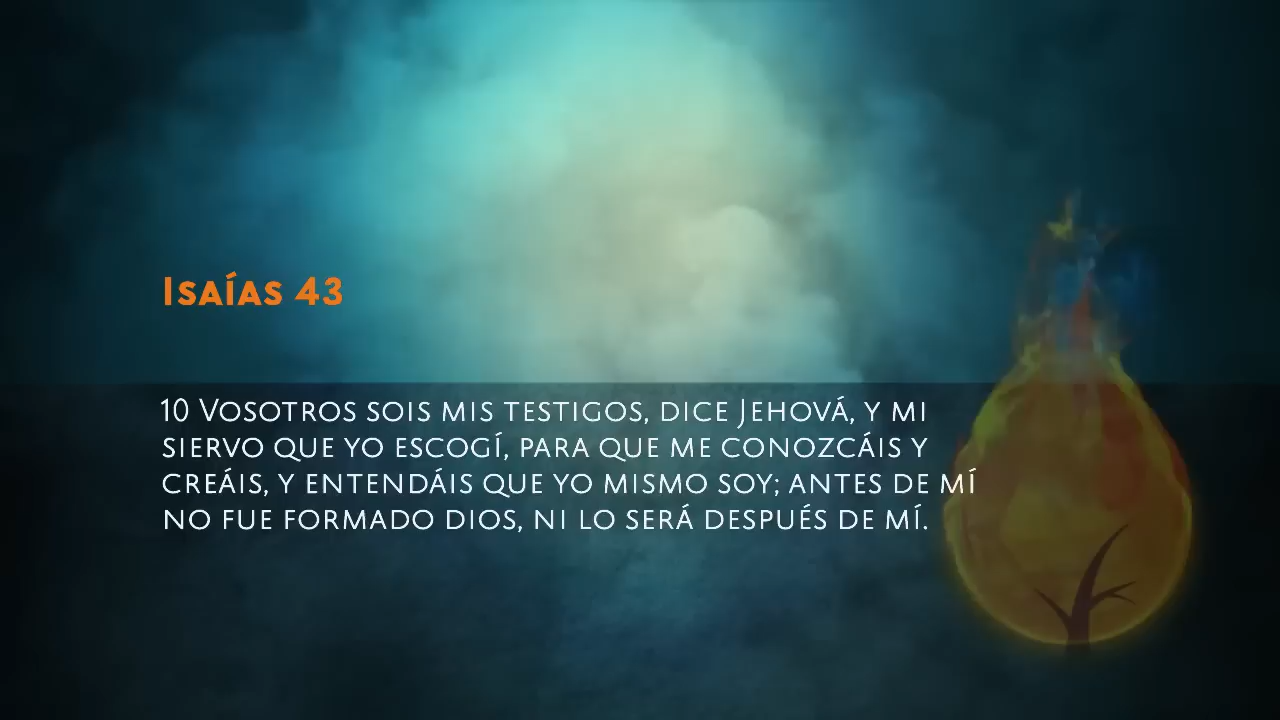 Isaías 43
10 Vosotros sois mis testigos, dice Jehová, y mi
siervo que yo escogí, para que me conozcáis y
creáis, y entendáis que yo mismo soy; antes de mí
no fue formado dios, ni lo será después de mí.